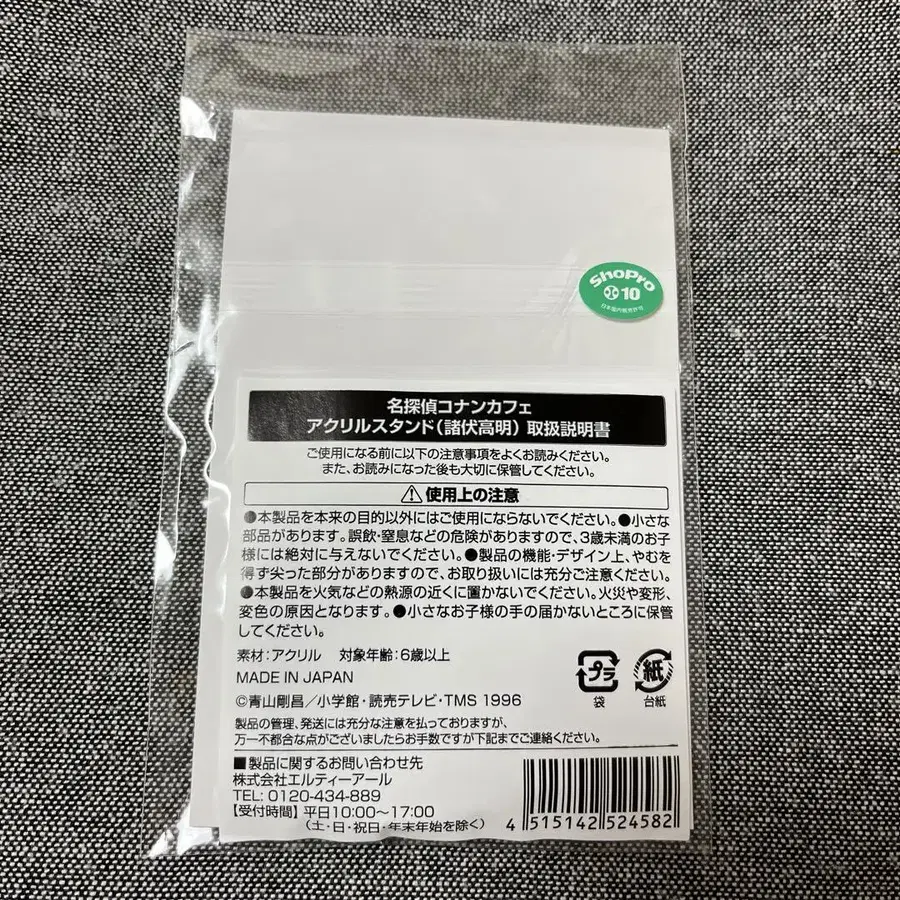 ShoPro
10
日本国内販売許可
名探偵コナンカフェ
アクリルスタンド(諸伏高明) 取扱説明書
ご使用になる前に以下の注意事項をよくお読みください。
また、お読みになった後も大切に保管してください。
使用上の注意
●本製品を本来の目的以外にはご使用にならないでください。●小さな
部品があります。誤飲・窒息などの危険がありますので、3歳未満のお子
様には絶対に与えないでください。●製品の機能・デザイン上、やむを
得ず尖った部分がありますので、お取り扱いには充分ご注意ください。
●本製品を火気などの熱源の近くに置かないでください。火災や変形、
変色の原因となります。●小さなお子様の手の届かないところに保管
してください。
素材:アクリル 対象年齢:6歳以上
MADE IN JAPAN
プラ
袋
紙
台紙
©青山剛昌/小学館・読売テレビ・TMS 1996
製品の管理、発送には充分な注意を払っておりますが、
万一不都合な点がございましたらお手数ですが下記までご連絡ください。
■製品に関するお問い合わせ先
株式会社エルティーアール
TEL: 0120-434-889
【受付時間】 平日10:00〜17:00
(土・日・祝日・年末年始を除く)
4 515142 524582